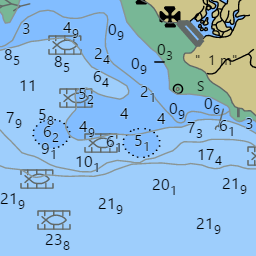 3 4₉ 0₉
8₅ 8₅ 2₄ 0₃
0₉
11 6₄ " 1 m"
5₂ 2₁ S
7₉ 5₈ 4 0₉ 0₆
6₂ 4₉ 4 7₃ 6₁
9₁ 6₁ 5₁
10₁ 17₄ 1
21₉ 21₉ 20₁ 21₉
23₈ 21₉